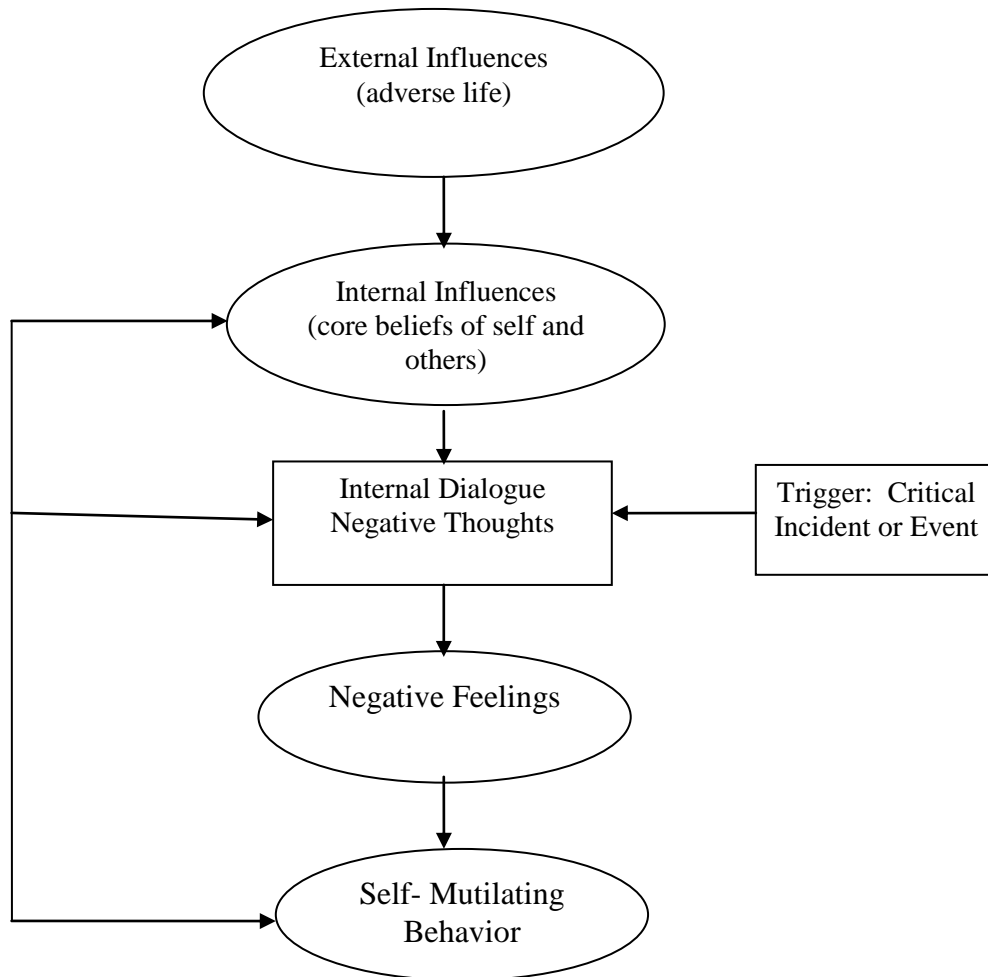 External Influences
(adverse life)
Internal Influences
(core beliefs of self and
others)
Internal Dialogue
Negative Thoughts
Trigger:  Critical
Incident or Event
Negative Feelings
Self- Mutilating
Behavior